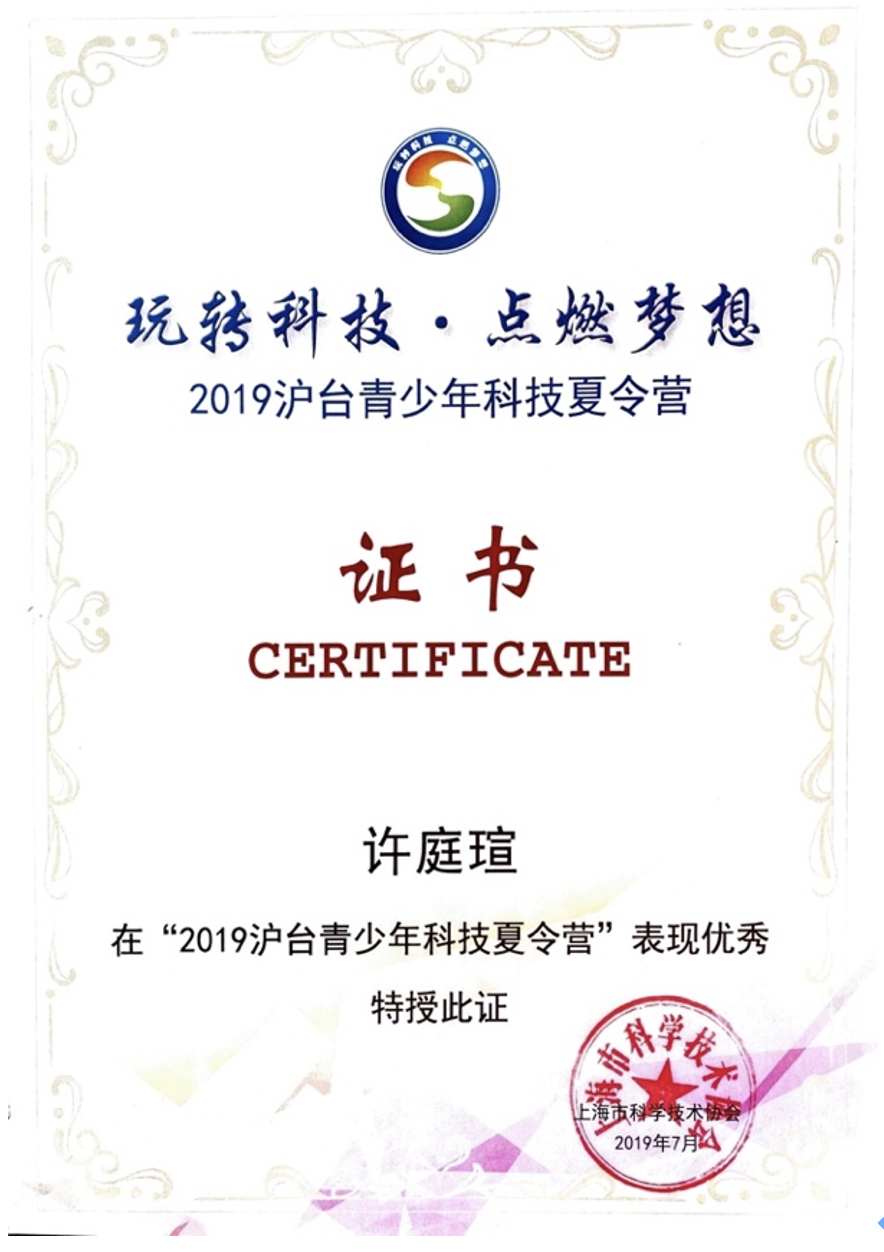 玩转科技 点燃梦想
玩转科技·点燃梦想
2019沪台青少年科技夏令营
证书
CERTIFICATE
许庭瑄
在“2019沪台青少年科技夏令营”表现优秀
特授此证
上海市科学技术协会
上海市科学技术协会
2019年7月